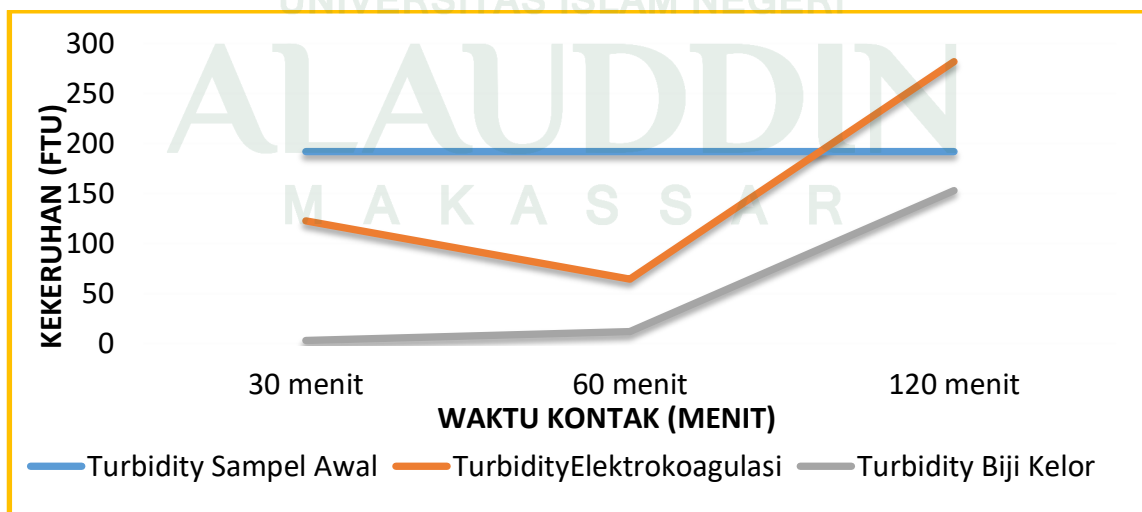 UNIVERSITAS ISLAM NEGERI
ALAUDDIN
MAKASSAR
KEKERUHAN (FTU)
300
250
200
150
100
50
0
30 menit 60 menit 120 menit
WAKTU KONTAK (MENIT)
Turbidity Sampel Awal TurbidityElektrokoagulasi Turbidity Biji Kelor